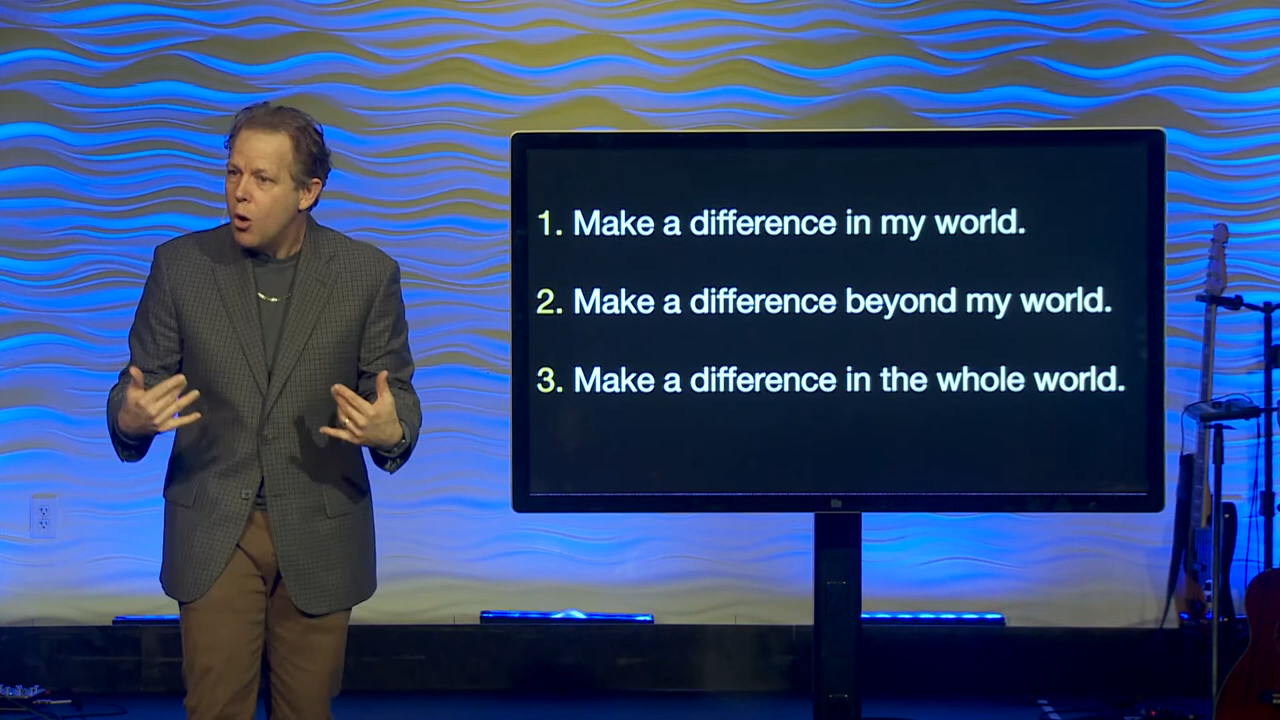 1. Make a difference in my world.
2. Make a difference beyond my world.
3. Make a difference in the whole world.